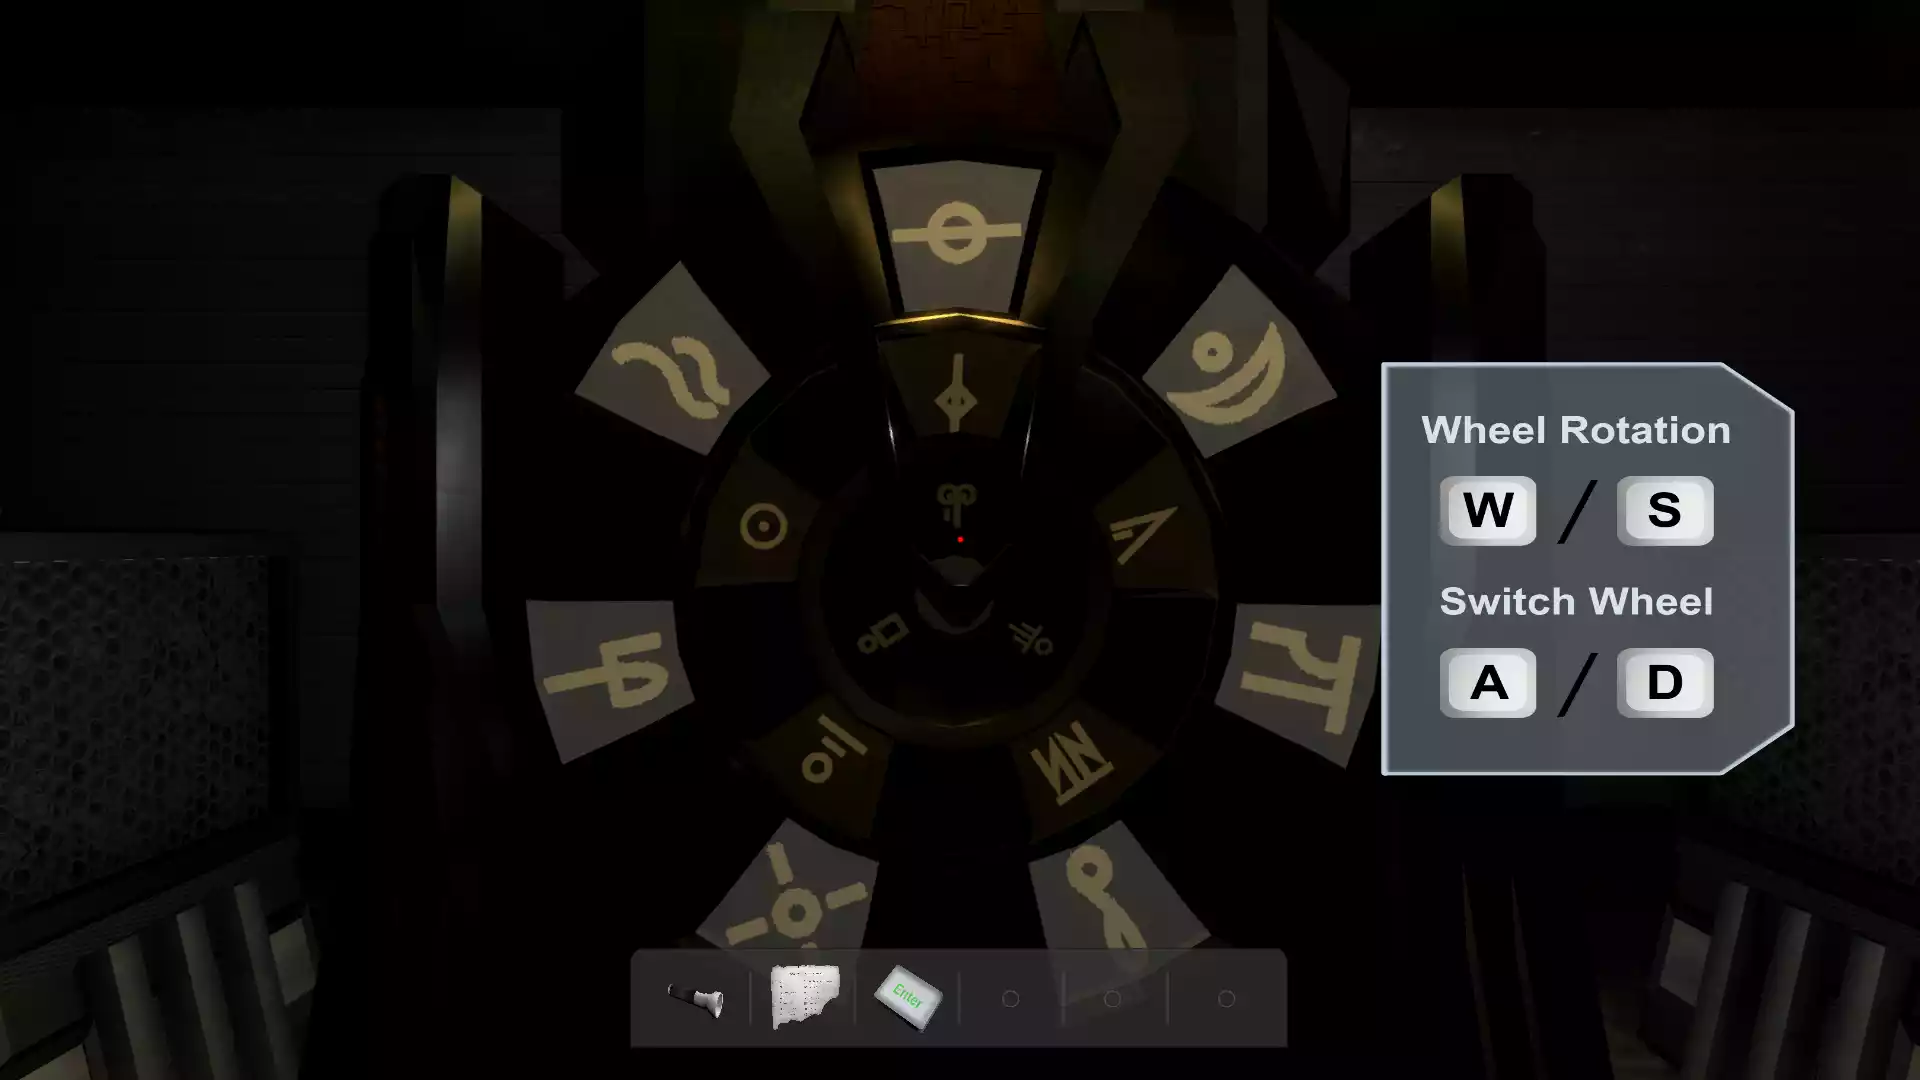 Wheel Rotation
W / S
Switch Wheel
A / D
Enter